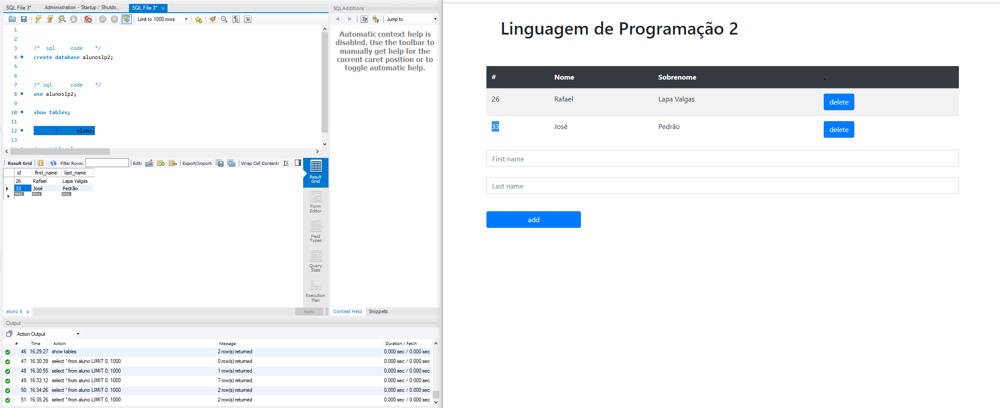 SQL File 3* Administration - Startup / Shutdo... SQL File 3*
Limit to 1000 rows
1
2
3 /* sql code */
4 create database alunoslp2;
5
6
7 /* sql code */
8 use alunoslp2;
9
10 show tables;
11
12 * aluno;
13
Result Grid Filter Rows: Edit: Export/Import: Wrap Cell Content:
id first_name last_name
26 Rafael Lapa Valgas
33 José Pedrão
NULL NULL NULL
Result
Grid
Form
Editor
Field
Types
Query
Stats
Execution
Plan
aluno 6
Apply
SQLAdditions
Jump to
Automatic context help is
disabled. Use the toolbar to
manually get help for the
current caret position or to
toggle automatic help.
Context Help Snippets
Output
Action Output
# Time Action Message Duration / Fetch
46 16:29:27 show tables 2 row(s) returned 0.000 sec / 0.000 sec
47 16:30:39 select * from aluno LIMIT 0, 1000 0 row(s) returned 0.000 sec / 0.000 sec
48 16:30:55 select * from aluno LIMIT 0, 1000 1 row(s) returned 0.000 sec / 0.000 sec
49 16:33:12 select * from aluno LIMIT 0, 1000 7 row(s) returned 0.000 sec / 0.000 sec
50 16:34:26 select * from aluno LIMIT 0, 1000 2 row(s) returned 0.000 sec / 0.000 sec
51 16:35:26 select * from aluno LIMIT 0, 1000 2 row(s) returned 0.000 sec / 0.000 sec
Linguagem de Programação 2
# Nome Sobrenome .
26 Rafael Lapa Valgas delete
33 José Pedrão delete
First name
Last name
add